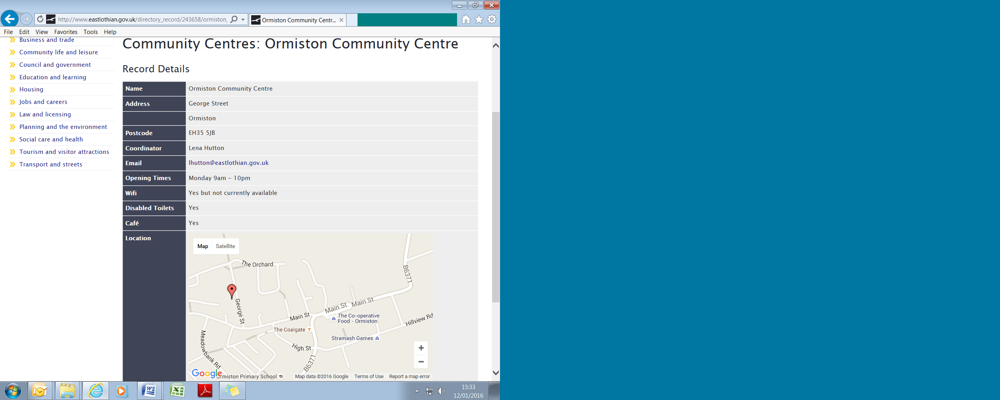 http://www.eastlothian.gov.uk/directory_record/243658/ormiston_
Ormiston Community Centr...
File Edit View Favorites Tools Help
Business and trade
Community life and leisure
Council and government
Education and learning
Housing
Jobs and careers
Law and licensing
Planning and the environment
Social care and health
Tourism and visitor attractions
Transport and streets
Community Centres: Ormiston Community Centre
Record Details
Name Ormiston Community Centre
Address George Street
Ormiston
Postcode EH35 5JB
Coordinator Lena Hutton
Email lhutton@eastlothian.gov.uk
Opening Times Monday 9am - 10pm
Wifi Yes but not currently available
Disabled Toilets Yes
Café Yes
Location
Map Satellite
The Orchard
B6371
George St
Main St
Main St
Main St
The Co-operative
Food - Ormiston
Hillview Rd
The Coalgate
Stramash Games
Meadowbank Rd
High St
B6371
+
−
Google
Ormiston Primary School
Map data ©2016 Google Terms of Use Report a map error
15:33
12/01/2016